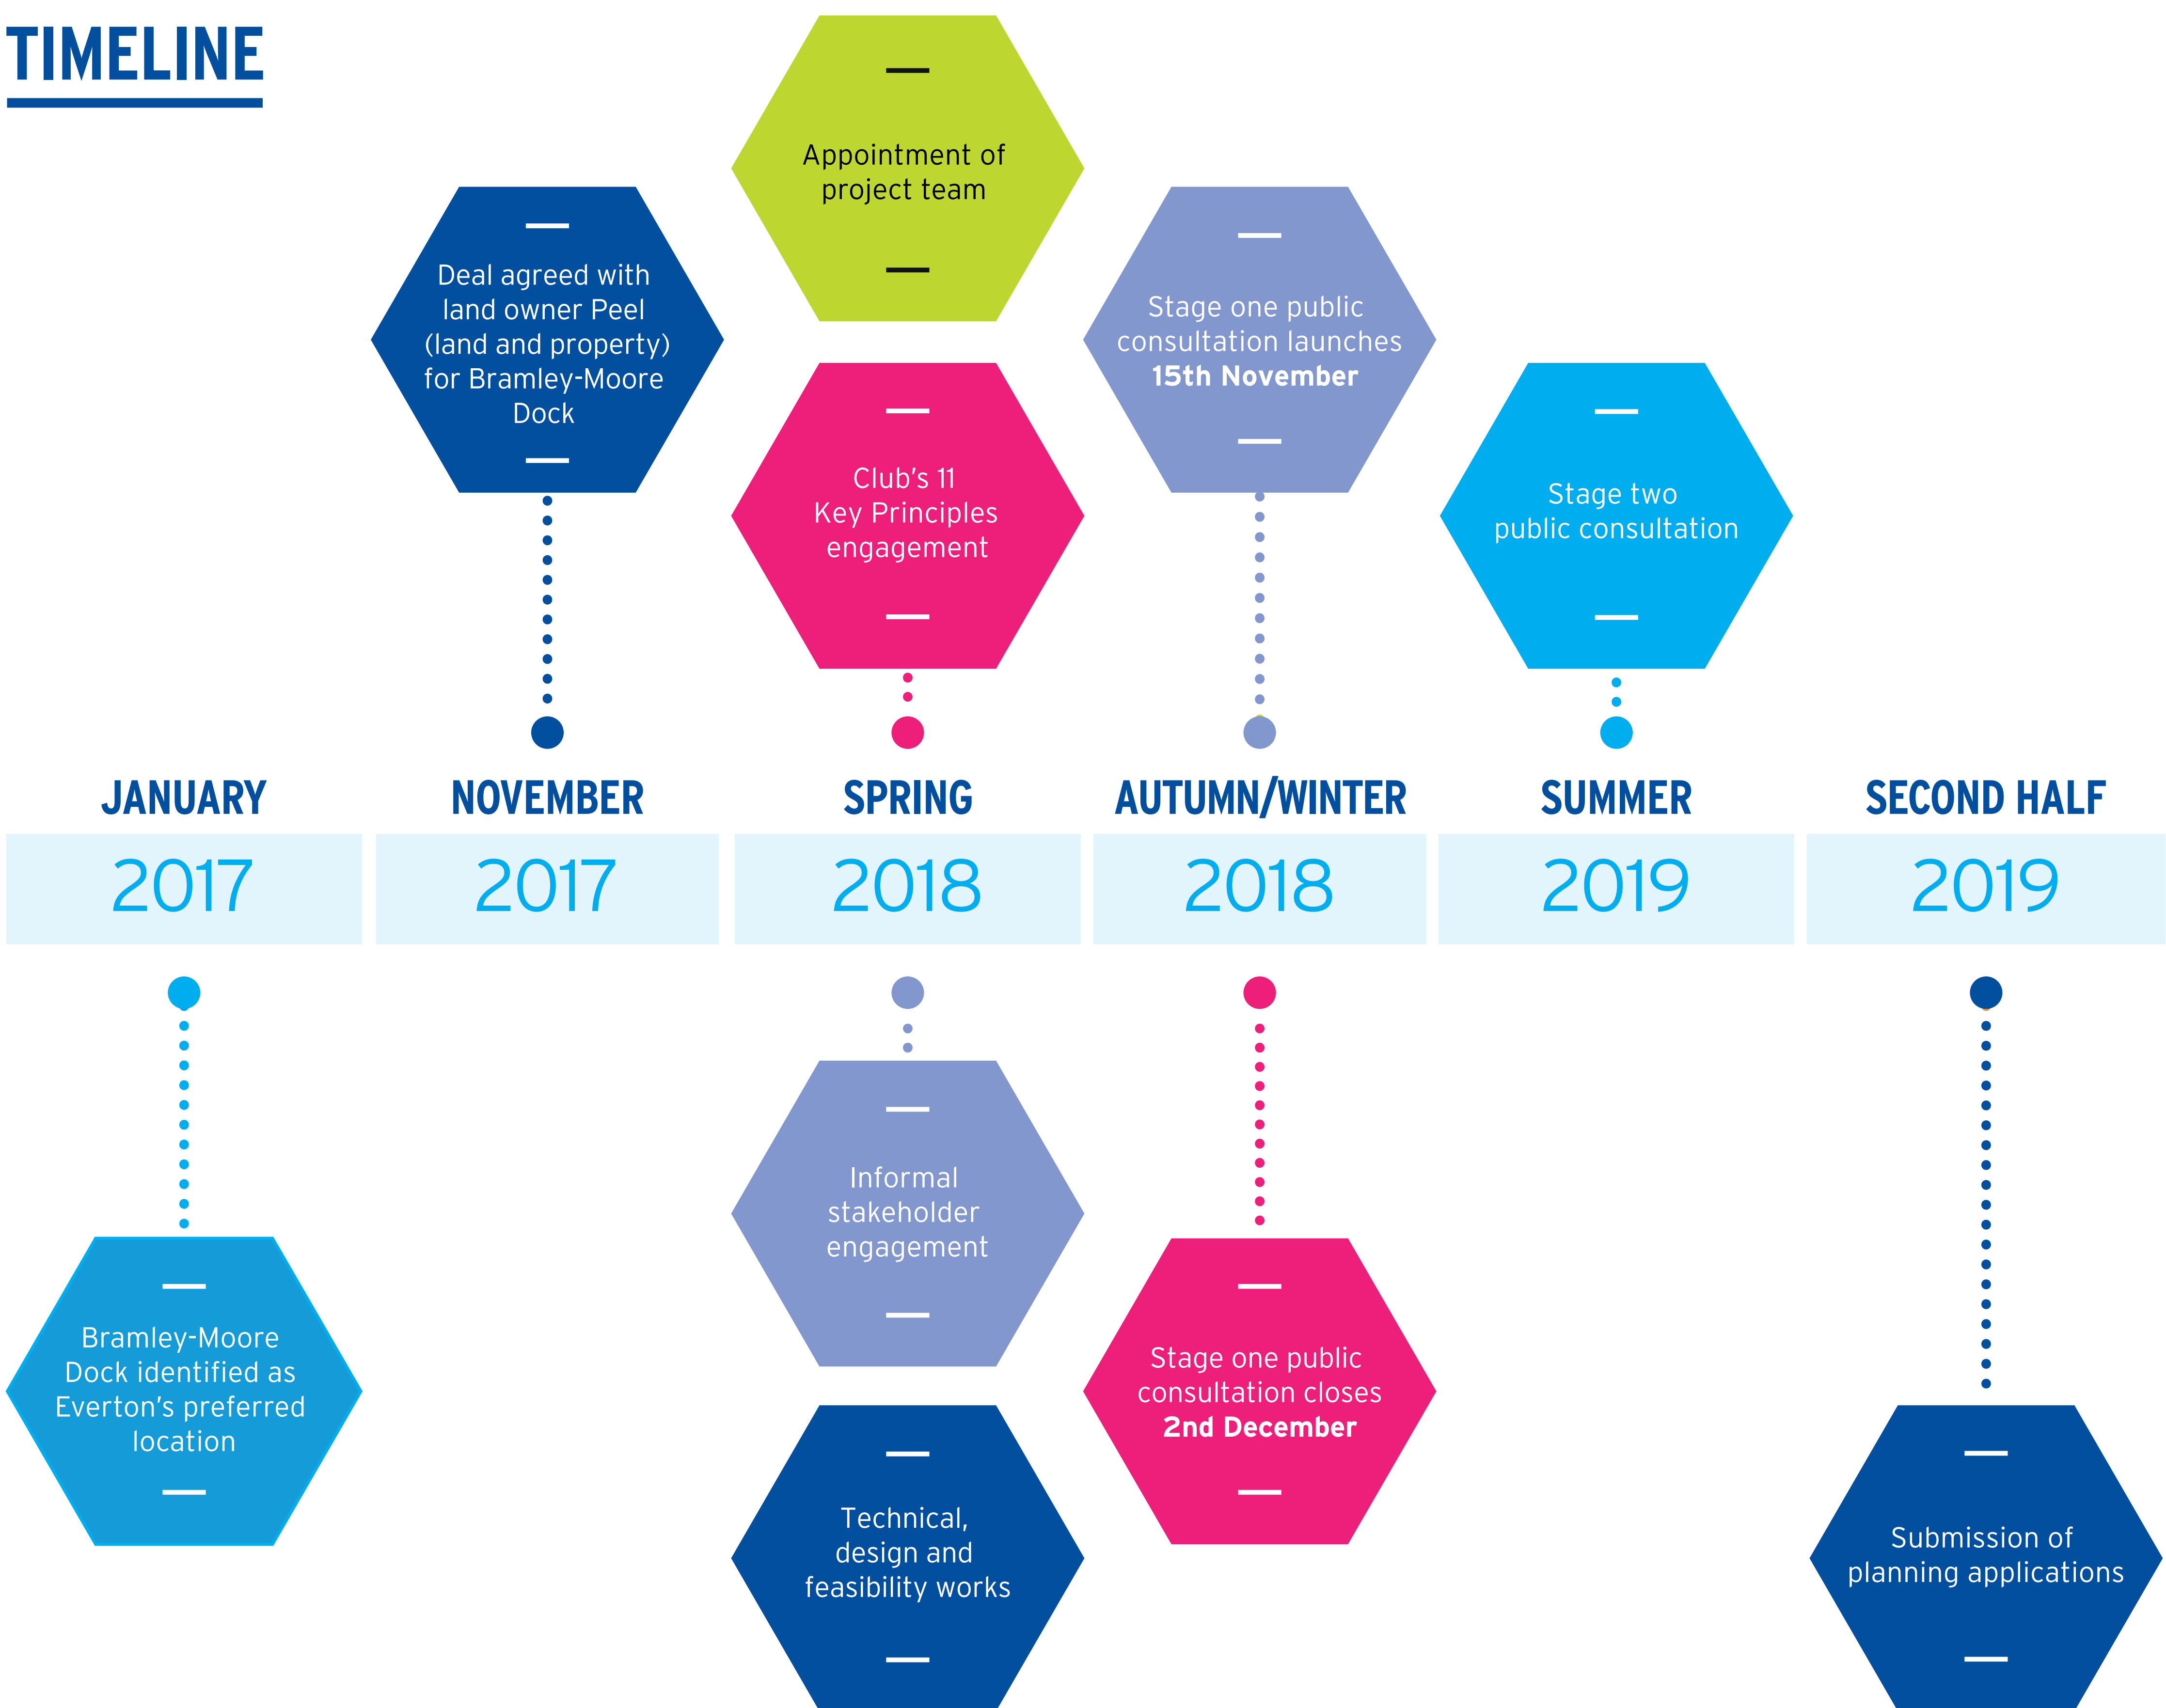 TIMELINE
Appointment of
project team
Deal agreed with
land owner Peel
(land and property)
for Bramley-Moore
Dock
Club's 11
Key Principles
engagement
Stage one public
consultation launches
15th November
Stage two
public consultation
JANUARY
2017
NOVEMBER
2017
SPRING
2018
AUTUMN/WINTER
2018
SUMMER
2019
SECOND HALF
2019
Bramley-Moore
Dock identified as
Everton's preferred
location
Informal
stakeholder
engagement
Technical,
design and
feasibility works
Stage one public
consultation closes
2nd December
Submission of
planning applications